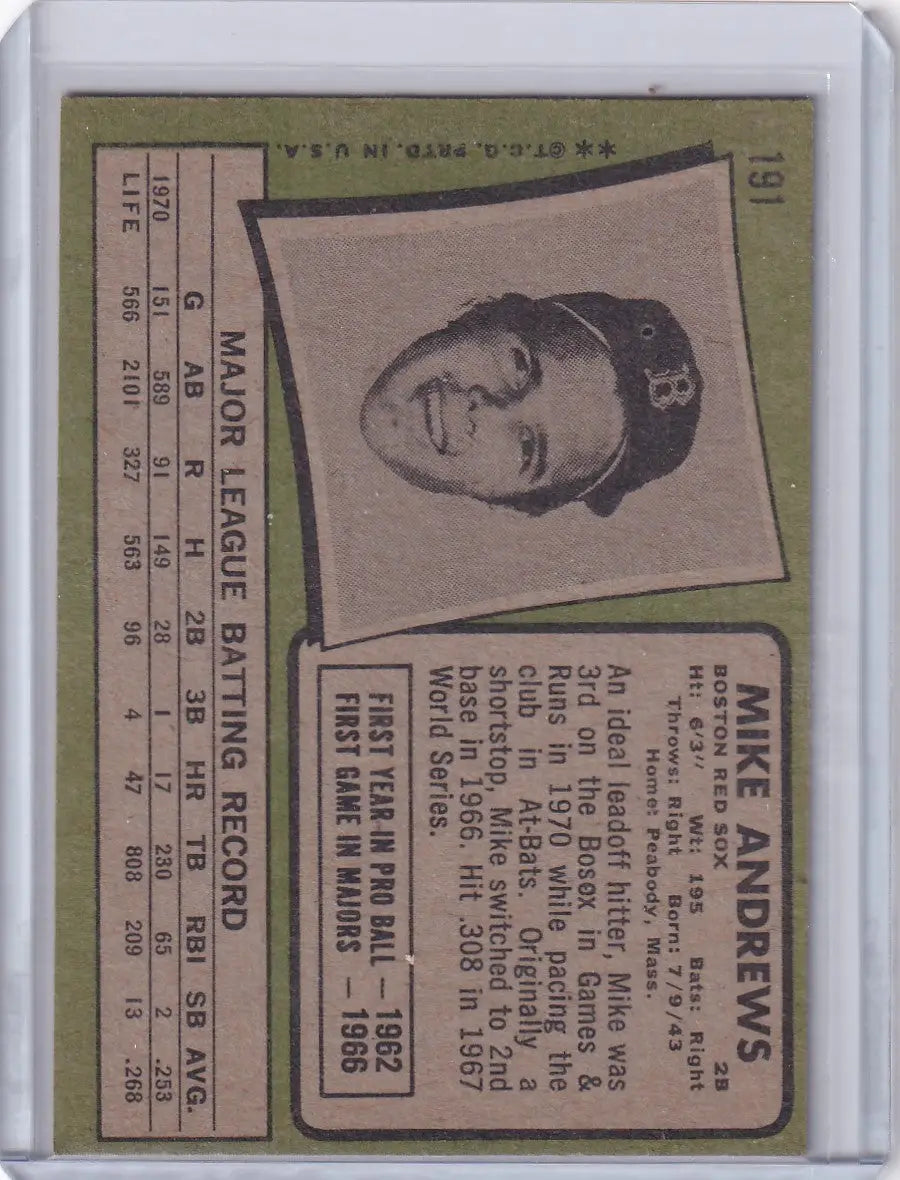 191
**©T.C.G. PRTD. IN U.S.A.
B
MIKE ANDREWS
2B
BOSTON RED SOX
Ht: 6'3" Wt: 195 Bats: Right
Throws: Right Born: 7/9/43
Home: Peabody, Mass.
An ideal leadoff hitter, Mike was
3rd on the Bosox in Games &
Runs in 1970 while pacing the
club in At-Bats. Originally a
shortstop, Mike switched to 2nd
base in 1966. Hit .308 in 1967
World Series.
FIRST YEAR IN PRO BALL — 1962
FIRST GAME IN MAJORS — 1966
MAJOR LEAGUE BATTING RECORD
G AB R H 2B 3B HR TB RBI SB AVG.
1970 151 589 91 149 28 1 17 230 65 2 .253
LIFE 566 2101 327 563 96 4 47 808 209 13 .268